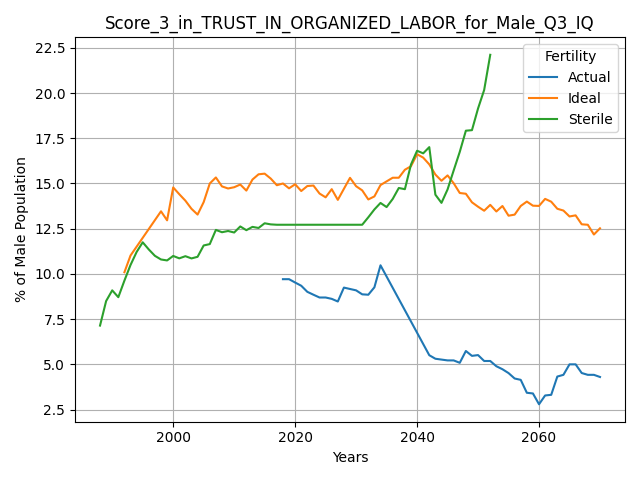 Score_3_in_TRUST_IN_ORGANIZED_LABOR_for_Male_Q3_IQ
22.5
20.0
17.5
15.0
12.5
10.0
7.5
5.0
2.5
% of Male Population
Fertility
Actual
Ideal
Sterile
2000
2020
2040
2060
Years